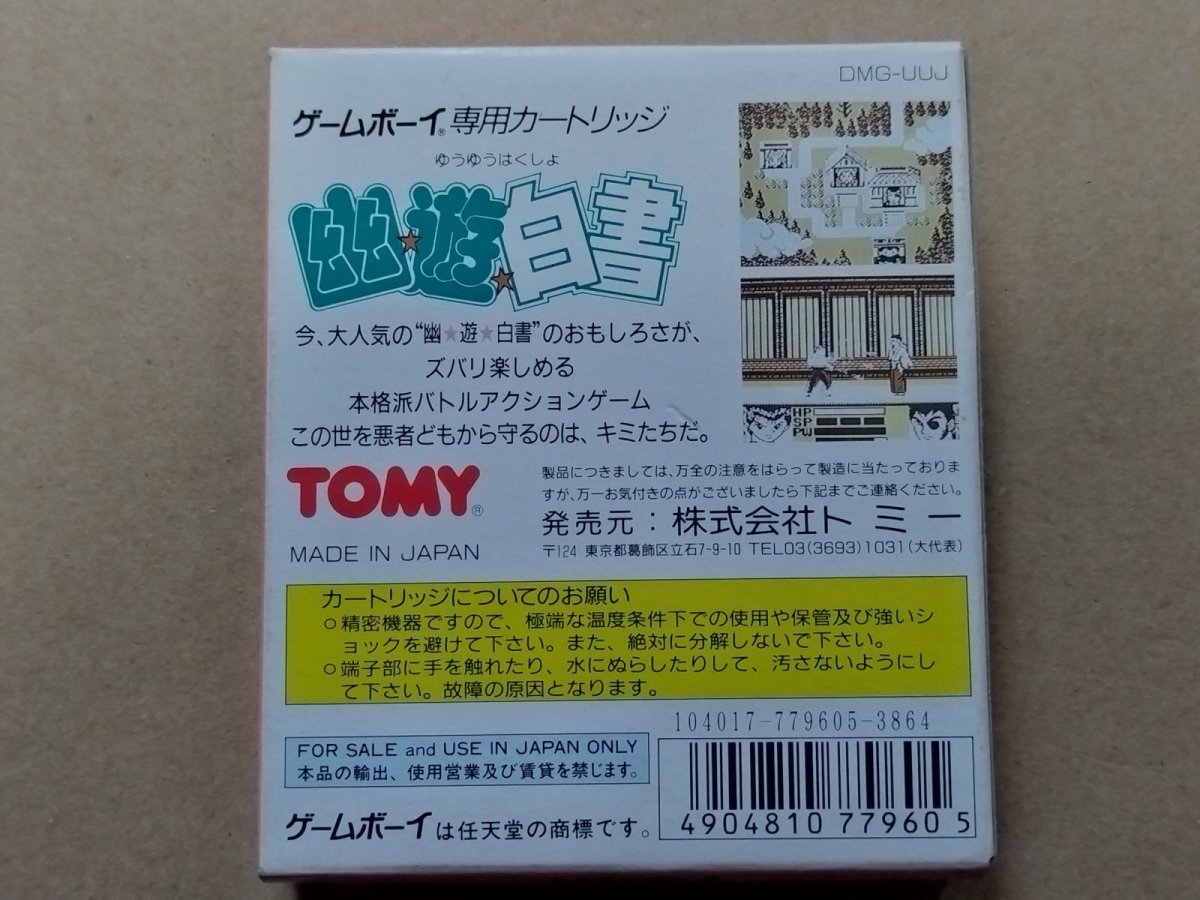 DMG-UUJ
ゲームボーイ®専用カートリッジ
ゆうゆうはくしょ
幽★遊★白書
今、大人気の"幽★遊★白書"のおもしろさが、
ズバリ楽しめる
本格派バトルアクションゲーム
この世を悪者どもから守るのは、キミたちだ。
HP
SP
PW
TOMY®
MADE IN JAPAN
製品につきましては、万全の注意をはらって製造に当たっておりま
すが、万一お気付きの点がございましたら下記までご連絡ください。
発売元：株式会社トミー
〒124 東京都葛飾区立石7-9-10 TEL03(3693)1031(大代表)
カートリッジについてのお願い
○精密機器ですので、極端な温度条件下での使用や保管及び強いシ
ョックを避けて下さい。また、絶対に分解しないで下さい。
○端子部に手を触れたり、水にぬらしたりして、汚さないようにし
て下さい。故障の原因となります。
104017-779605-3864
FOR SALE and USE IN JAPAN ONLY
本品の輸出、使用営業及び賃貸を禁じます。
ゲームボーイは任天堂の商標です。
4904810 779605